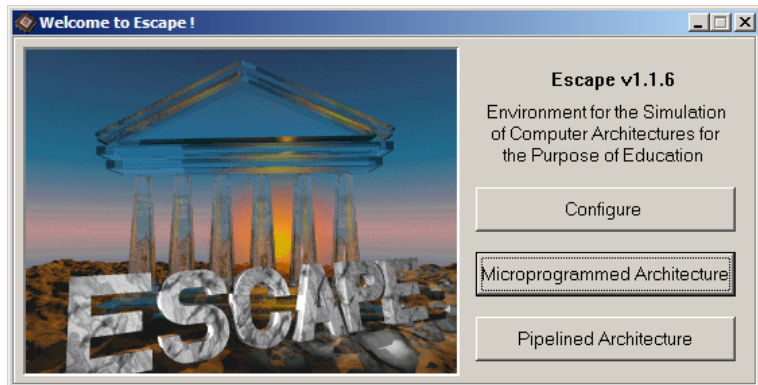 Welcome to Escape !
Escape v1.1.6
Environment for the Simulation
of Computer Architectures for
the Purpose of Education
Configure
Microprogrammed Architecture
Pipelined Architecture
ESCAPE